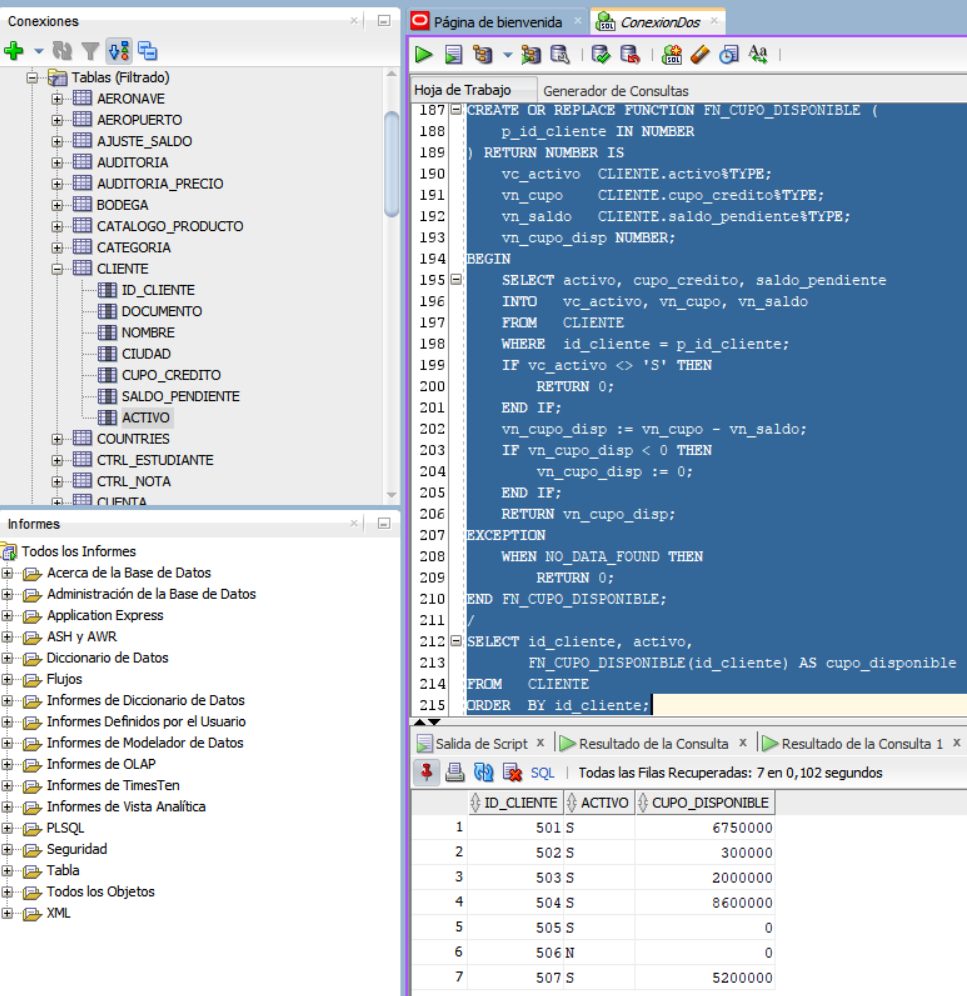 Conexiones
Tablas (Filtrado)
AERONAVE
AEROPUERTO
AJUSTE_SALDO
AUDITORIA
AUDITORIA_PRECIO
BODEGA
CATALOGO_PRODUCTO
CATEGORIA
CLIENTE
ID_CLIENTE
DOCUMENTO
NOMBRE
CIUDAD
CUPO_CREDITO
SALDO_PENDIENTE
ACTIVO
COUNTRIES
CTRL_ESTUDIANTE
CTRL_NOTA
CUENTA
Informes
Todos los Informes
Acerca de la Base de Datos
Administración de la Base de Datos
Application Express
ASH y AWR
Diccionario de Datos
Flujos
Informes de Diccionario de Datos
Informes Definidos por el Usuario
Informes de Modelador de Datos
Informes de OLAP
Informes de TimesTen
Informes de Vista Analítica
PLSQL
Seguridad
Tabla
Todos los Objetos
XML
Página de bienvenida ConexionDos
Hoja de Trabajo Generador de Consultas
187 CREATE OR REPLACE FUNCTION FN_CUPO_DISPONIBLE (
188 p_id_cliente IN NUMBER
189 ) RETURN NUMBER IS
190 vc_activo CLIENTE.activo%TYPE;
191 vn_cupo CLIENTE.cupo_credito%TYPE;
192 vn_saldo CLIENTE.saldo_pendiente%TYPE;
193 vn_cupo_disp NUMBER;
194 BEGIN
195 SELECT activo, cupo_credito, saldo_pendiente
196 INTO vc_activo, vn_cupo, vn_saldo
197 FROM CLIENTE
198 WHERE id_cliente = p_id_cliente;
199 IF vc_activo <> 'S' THEN
200 RETURN 0;
201 END IF;
202 vn_cupo_disp := vn_cupo - vn_saldo;
203 IF vn_cupo_disp < 0 THEN
204 vn_cupo_disp := 0;
205 END IF;
206 RETURN vn_cupo_disp;
207 EXCEPTION
208 WHEN NO_DATA_FOUND THEN
209 RETURN 0;
210 END FN_CUPO_DISPONIBLE;
211 /
212 SELECT id_cliente, activo,
213 FN_CUPO_DISPONIBLE(id_cliente) AS cupo_disponible
214 FROM CLIENTE
215 ORDER BY id_cliente;
Salida de Script x Resultado de la Consulta x Resultado de la Consulta 1 x
SQL | Todas las Filas Recuperadas: 7 en 0,102 segundos
ID_CLIENTE ACTIVO CUPO_DISPONIBLE
1 501 S 6750000
2 502 S 300000
3 503 S 2000000
4 504 S 8600000
5 505 S 0
6 506 N 0
7 507 S 5200000